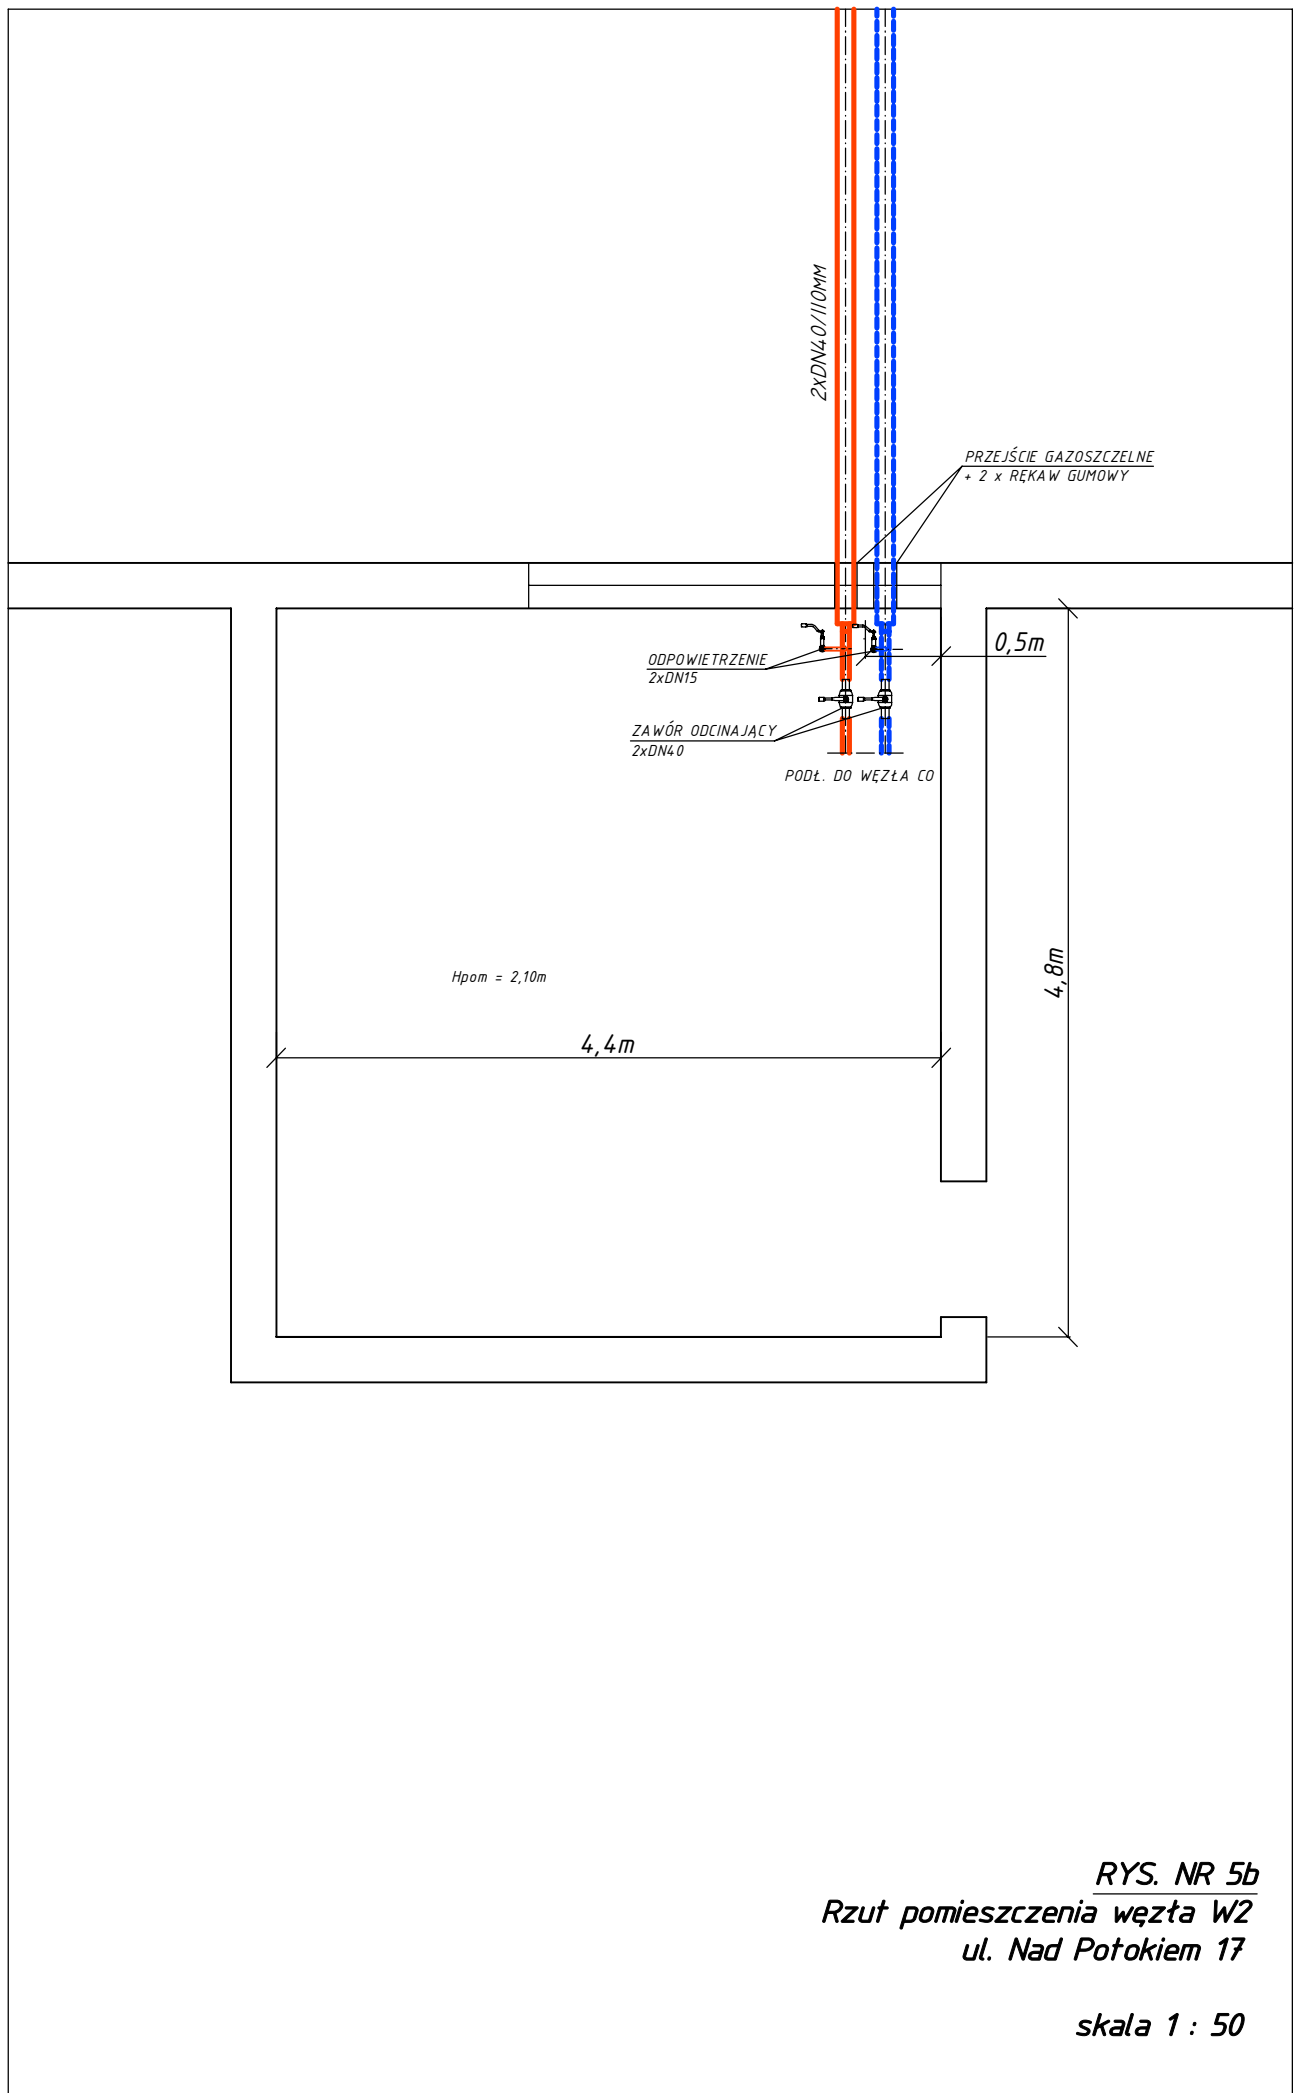 2xDN40/110MM
PRZEJŚCIE GAZOSZCZELNE
+ 2 x RĘKAW GUMOWY
0,5m
ODPOWIETRZENIE
2xDN15
ZAWÓR ODCINAJĄCY
2xDN40
PODŁ. DO WĘZŁA CO
Hpom = 2,10m
4,8m
4,4m
RYS. NR 5b
Rzut pomieszczenia węzła W2
ul. Nad Potokiem 17
skala 1 : 50